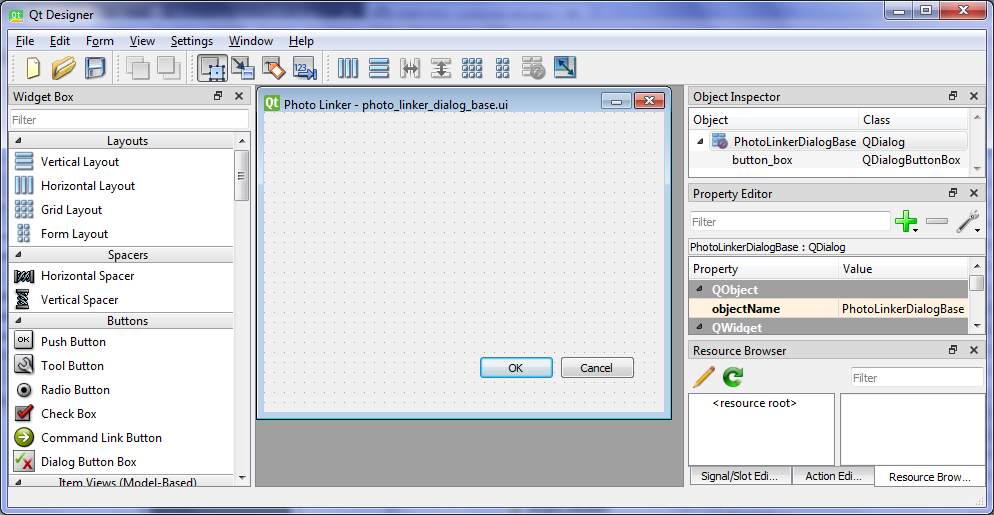 Qt Designer
File Edit Form View Settings Window Help
Widget Box
Filter
Layouts
Vertical Layout
Horizontal Layout
Grid Layout
Form Layout
Spacers
Horizontal Spacer
Vertical Spacer
Buttons
OK Push Button
Tool Button
Radio Button
Check Box
Command Link Button
Dialog Button Box
Item Views (Model-Based)
Qt Photo Linker - photo_linker_dialog_base.ui
OK Cancel
Object Inspector
Object Class
PhotoLinkerDialogBase QDialog
button_box QDialogButtonBox
Property Editor
Filter
PhotoLinkerDialogBase : QDialog
Property Value
QObject
objectName PhotoLinkerDialogBase
QWidget
Resource Browser
Filter
<resource root>
Signal/Slot Edi... Action Edi... Resource Brow...